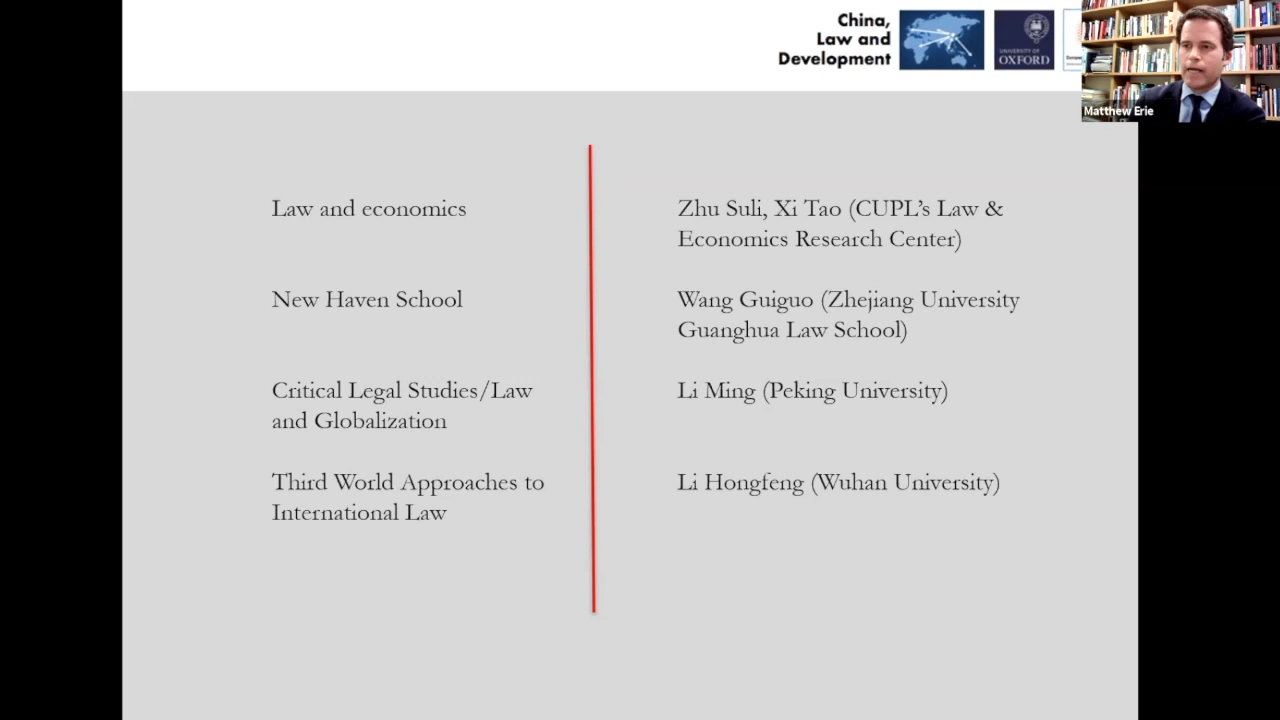 China,
Law and
Development
UNIVERSITY OF
OXFORD
Matthew Erie
Law and economics
Zhu Suli, Xi Tao (CUPL’s Law &
Economics Research Center)
New Haven School
Wang Guiguo (Zhejiang University
Guanghua Law School)
Critical Legal Studies/Law
and Globalization
Li Ming (Peking University)
Third World Approaches to
International Law
Li Hongfeng (Wuhan University)